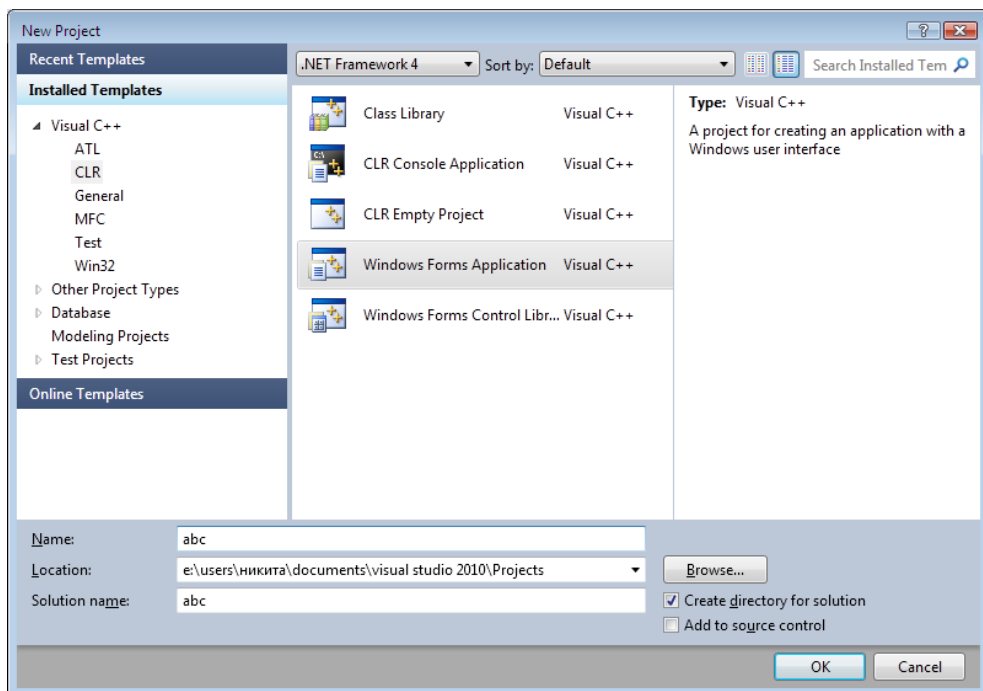 New Project
Recent Templates
Installed Templates
Visual C++
ATL
CLR
General
MFC
Test
Win32
Other Project Types
Database
Modeling Projects
Test Projects
Online Templates
.NET Framework 4 Sort by: Default Search Installed Tem
Class Library Visual C++
CLR Console Application Visual C++
CLR Empty Project Visual C++
Windows Forms Application Visual C++
Windows Forms Control Libr... Visual C++
Type: Visual C++
A project for creating an application with a
Windows user interface
Name: abc
Location: e:\users\никита\documents\visual studio 2010\Projects Browse...
Solution name: abc
Create directory for solution
Add to source control
OK Cancel